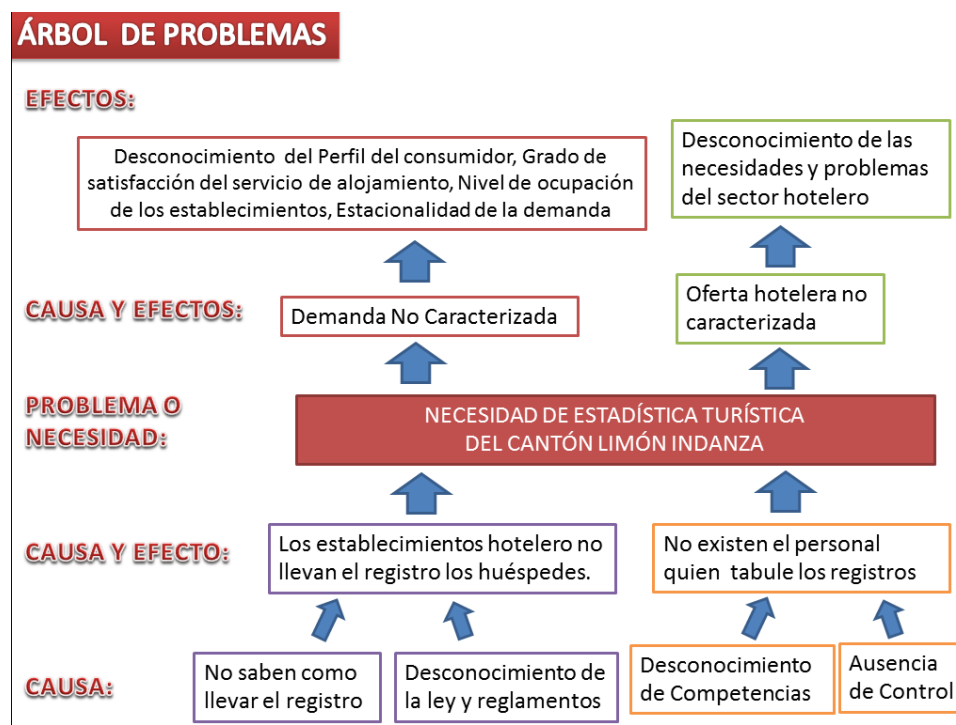 ÁRBOL DE PROBLEMAS
EFECTOS:
Desconocimiento del Perfil del consumidor, Grado de
satisfacción del servicio de alojamiento, Nivel de ocupación
de los establecimientos, Estacionalidad de la demanda
Desconocimiento de las
necesidades y problemas
del sector hotelero
CAUSA Y EFECTOS:
Demanda No Caracterizada
Oferta hotelera no
caracterizada
PROBLEMA O
NECESIDAD:
NECESIDAD DE ESTADÍSTICA TURÍSTICA
DEL CANTÓN LIMÓN INDANZA
CAUSA Y EFECTO:
Los establecimientos hotelero no
llevan el registro los huéspedes.
No existen el personal
quien tabule los registros
CAUSA:
No saben como
llevar el registro
Desconocimiento de
la ley y reglamentos
Desconocimiento
de Competencias
Ausencia
de Control